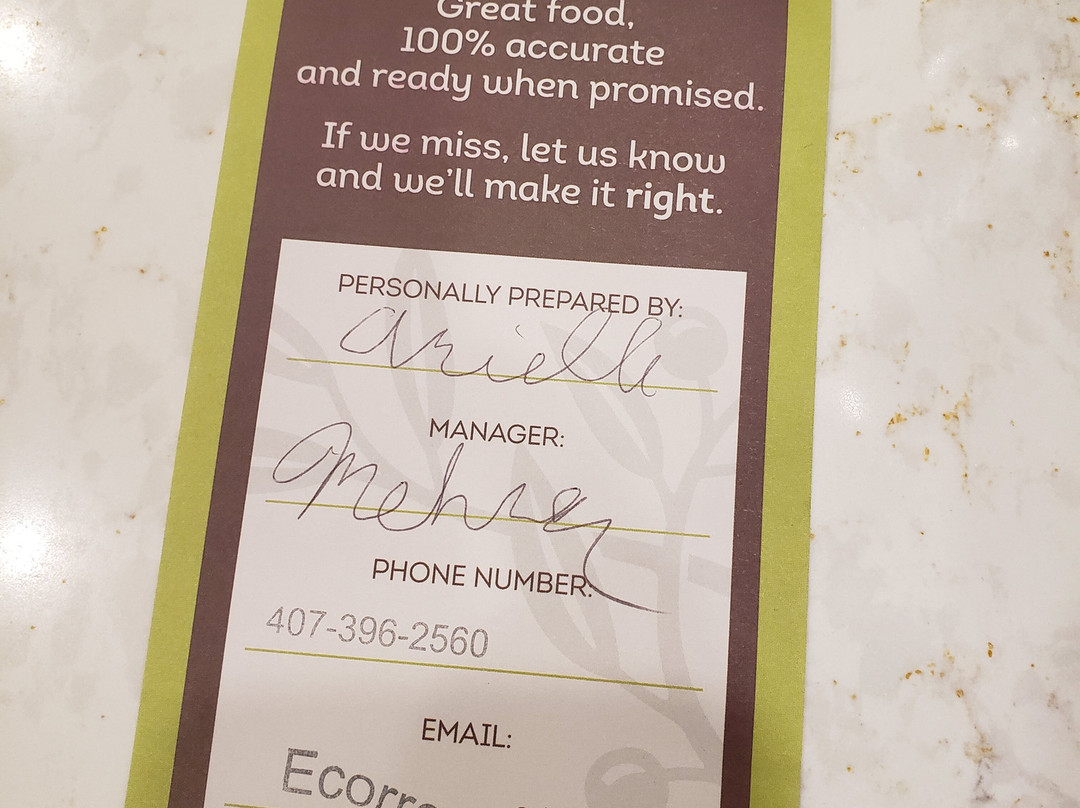 Great food,
100% accurate
and ready when promised.
If we miss, let us know
and we'll make it right.
PERSONALLY PREPARED BY:
Arielle
MANAGER:
PHONE NUMBER:
407-396-2560
EMAIL: